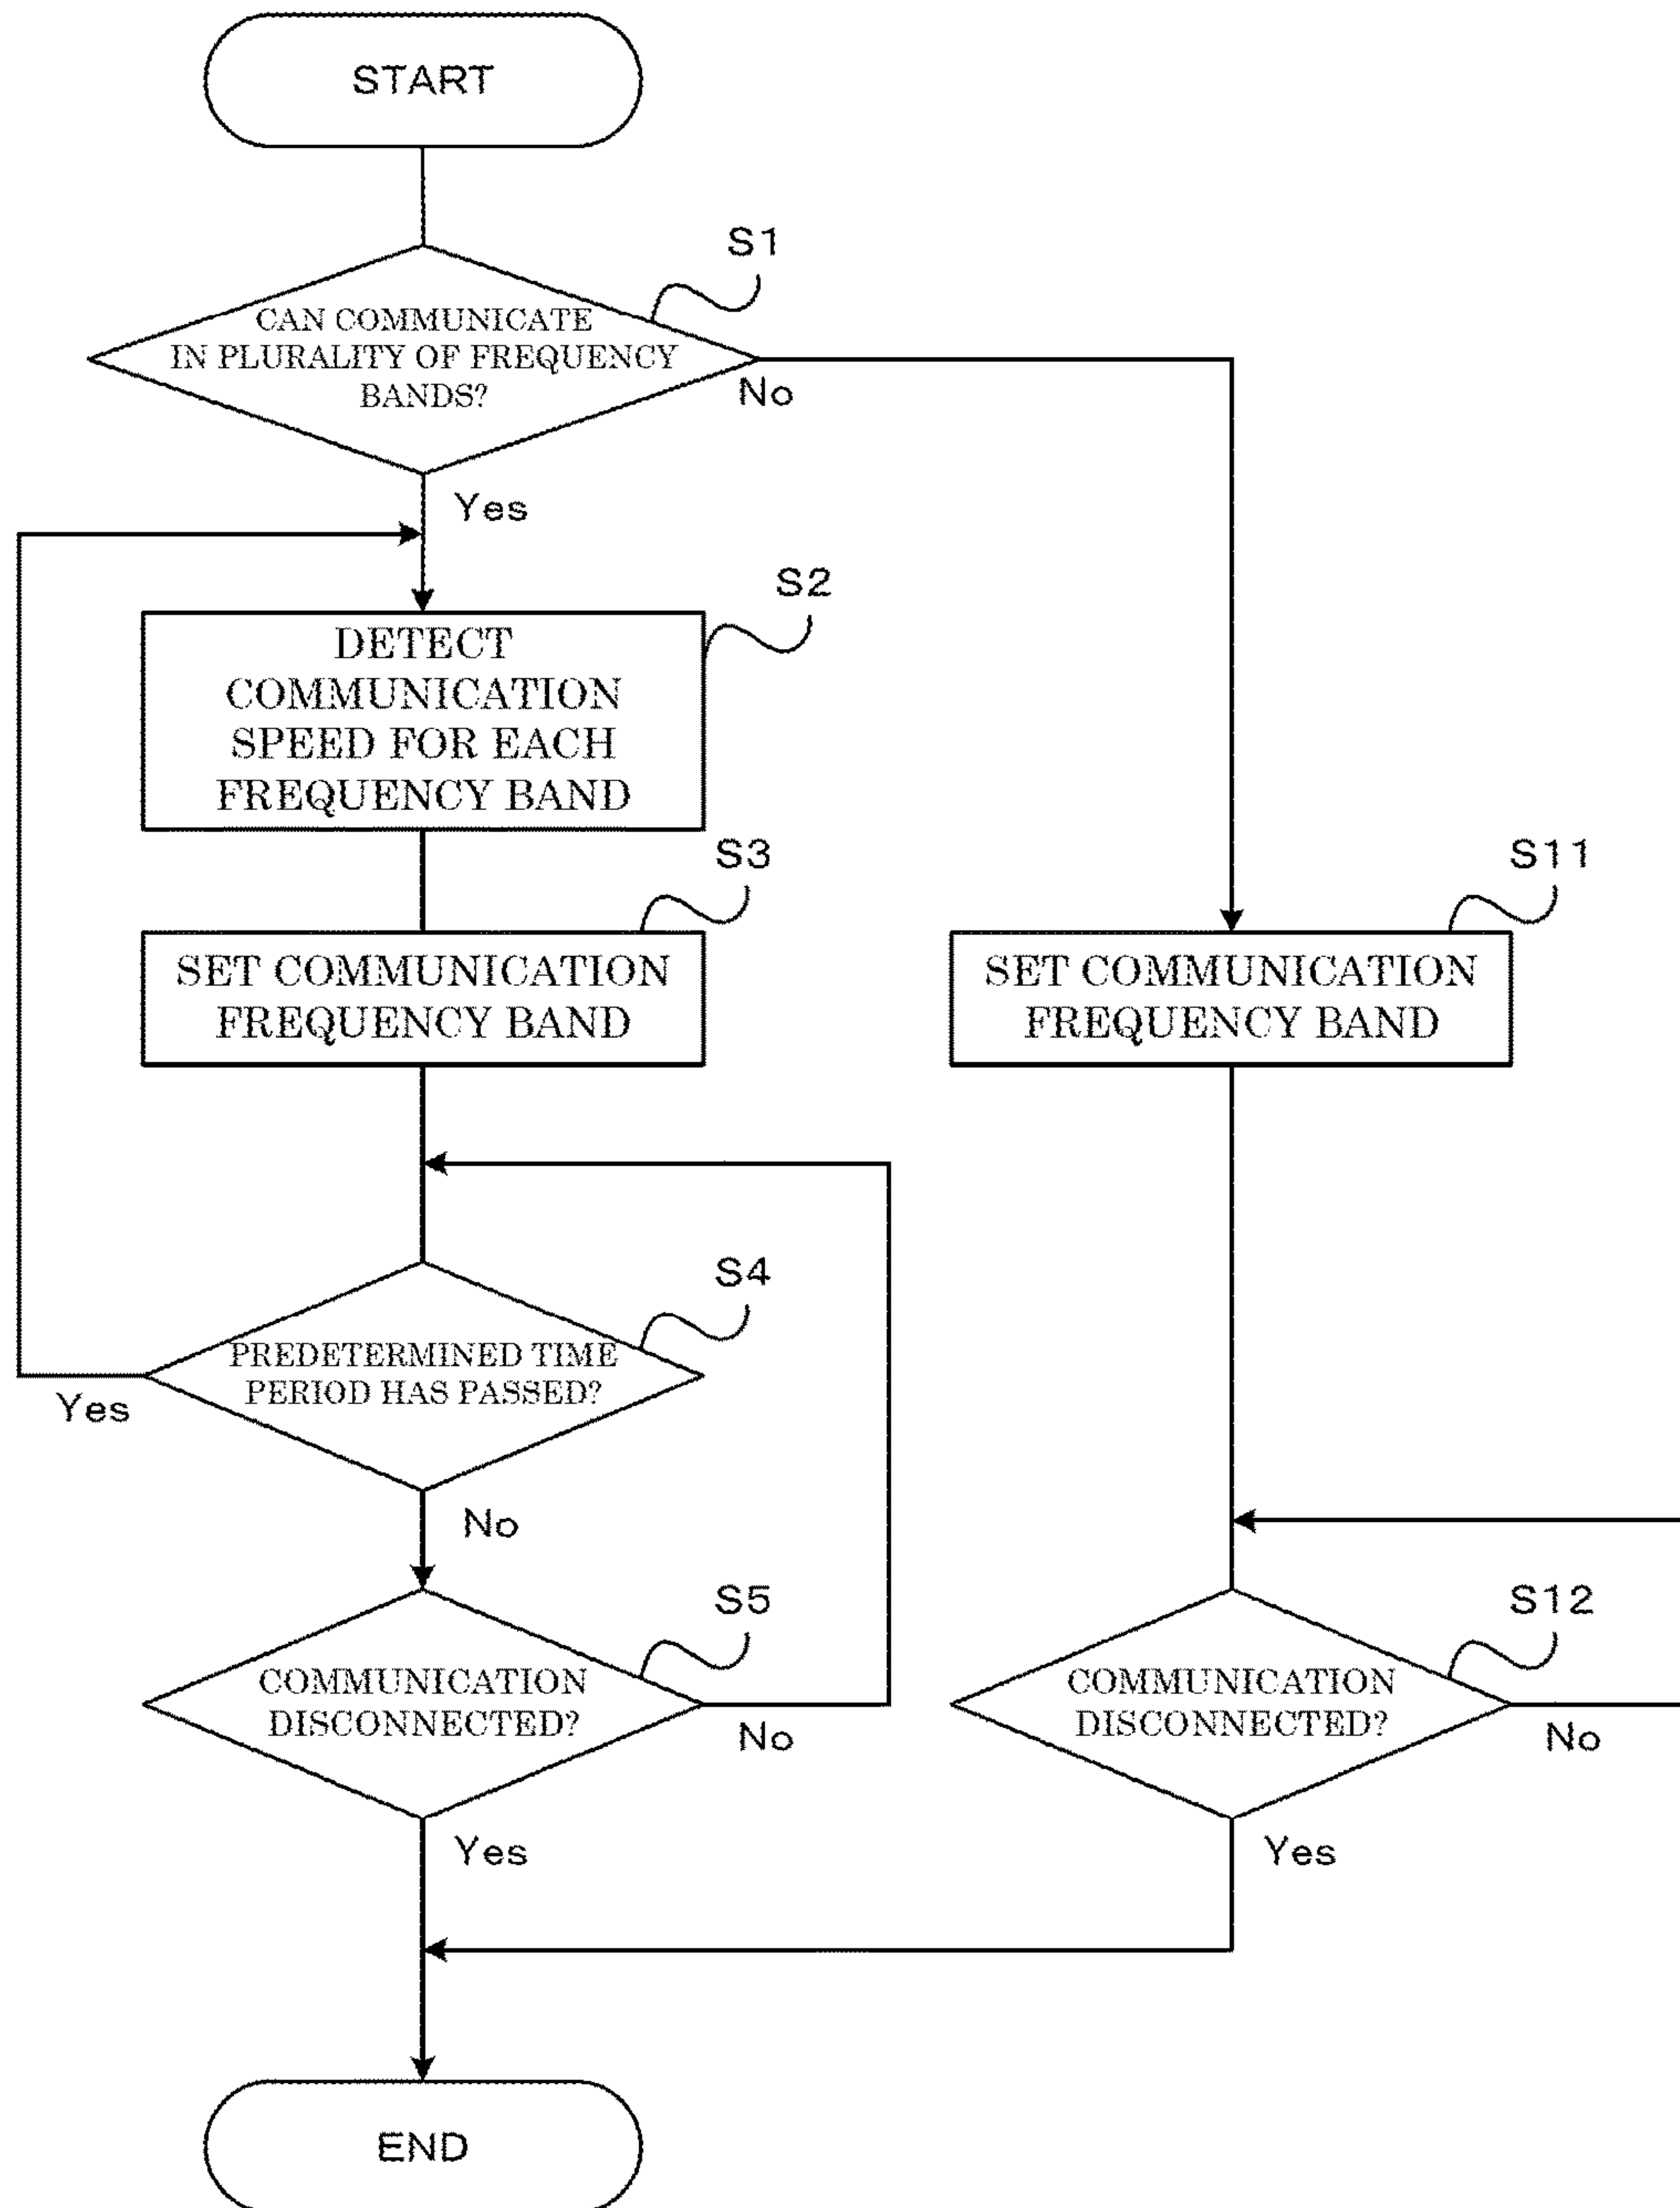 START
S1
CAN COMMUNICATE
IN PLURALITY OF FREQUENCY
BANDS?
No
Yes
S2
DETECT
COMMUNICATION
SPEED FOR EACH
FREQUENCY BAND
S3
SET COMMUNICATION
FREQUENCY BAND
S11
SET COMMUNICATION
FREQUENCY BAND
S4
PREDETERMINED TIME
PERIOD HAS PASSED?
Yes
No
S5
COMMUNICATION
DISCONNECTED?
No
Yes
S12
COMMUNICATION
DISCONNECTED?
No
Yes
END